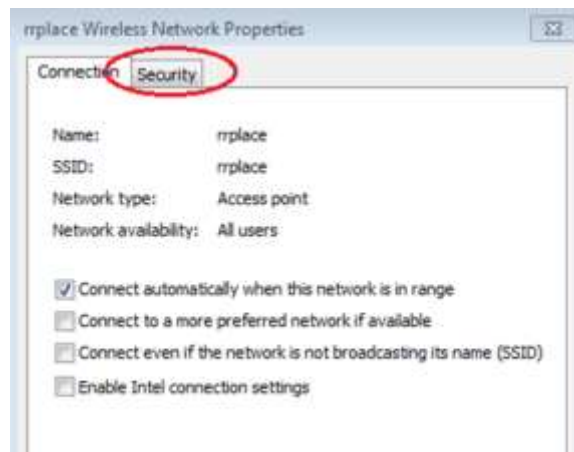 rrplace Wireless Network Properties
Connection Security
Name: rrplace
SSID: rrplace
Network type: Access point
Network availability: All users
Connect automatically when this network is in range
Connect to a more preferred network if available
Connect even if the network is not broadcasting its name (SSID)
Enable Intel connection settings